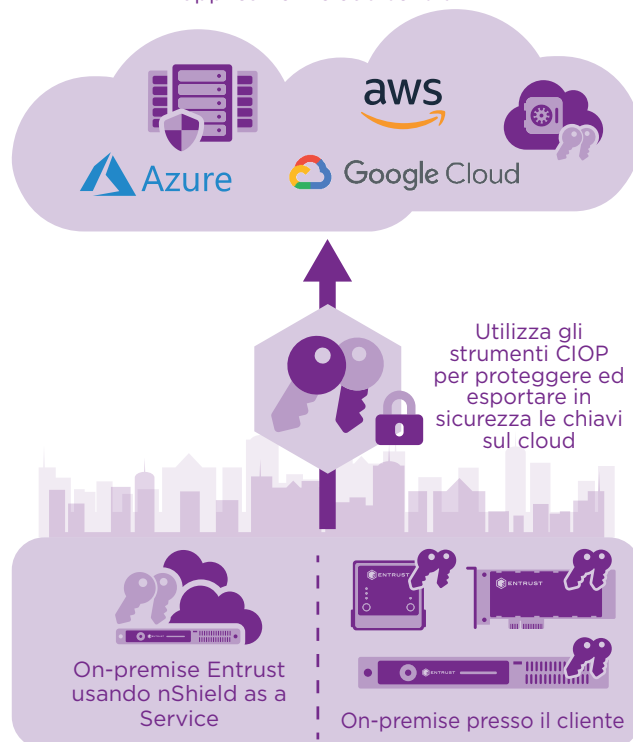 aws
Azure
Google Cloud
Utilizza gli
strumenti CIOP
per proteggere ed
esportare in
sicurezza le chiavi
sul cloud
ENTRUST
ENTRUST
ENTRUST
On-premise Entrust
usando nShield as a
Service
On-premise presso il cliente